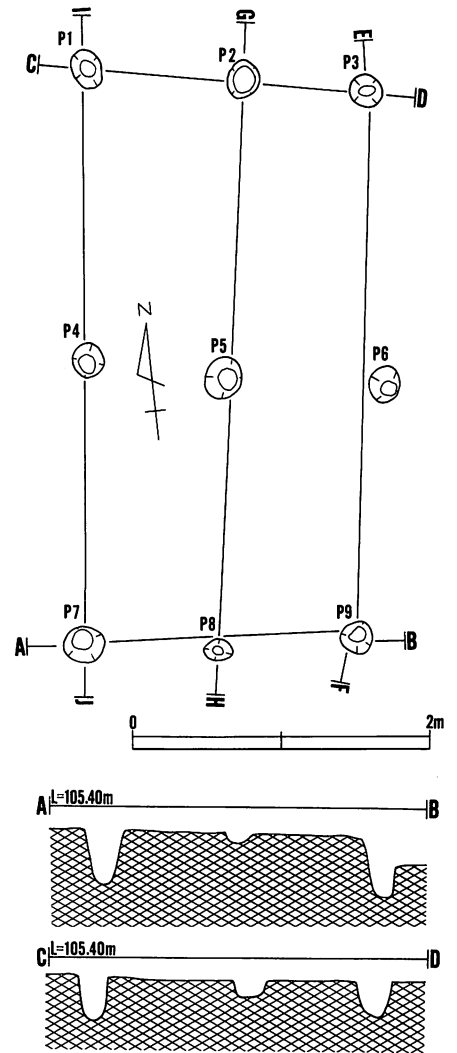 I G E
P1 P2 P3
C D
N
P4 P5 P6
P7 P8 P9
A B
J H F
0 2m
A L=105.40m B
C L=105.40m D